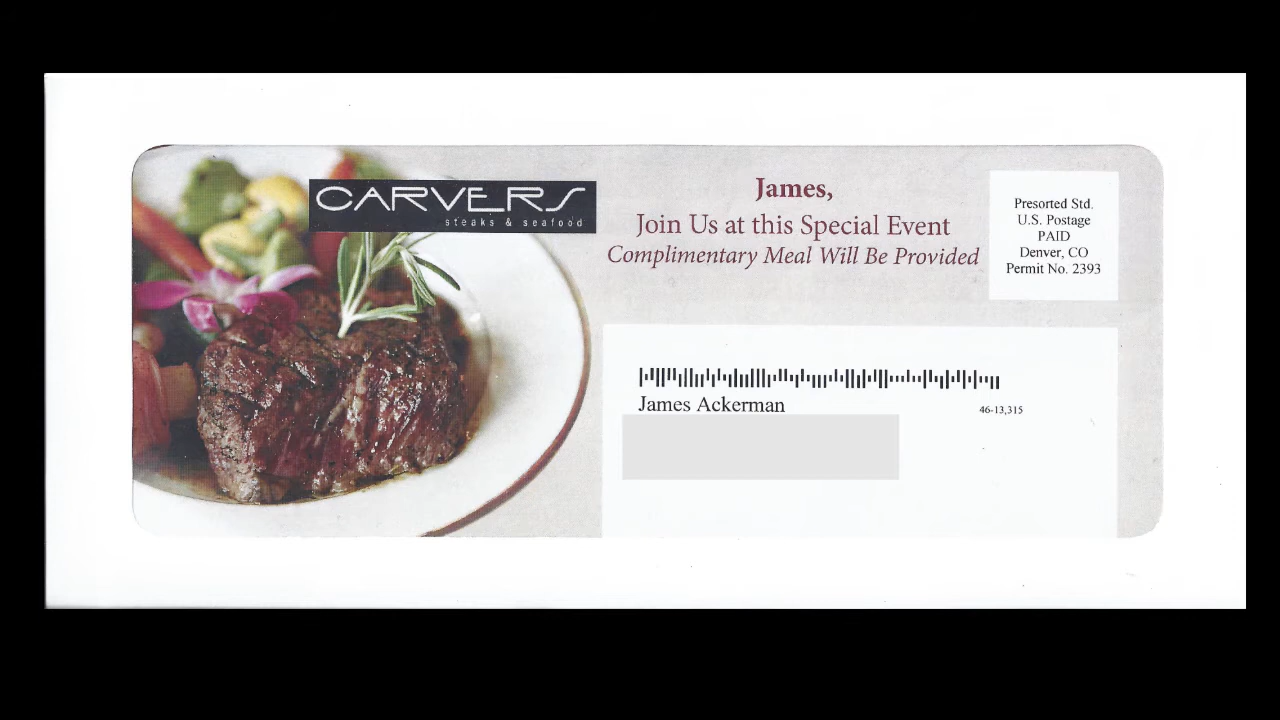 CARVERS
steaks & seafood
James,
Join Us at this Special Event
Complimentary Meal Will Be Provided
Presorted Std.
U.S. Postage
PAID
Denver, CO
Permit No. 2393
James Ackerman
46-13,315